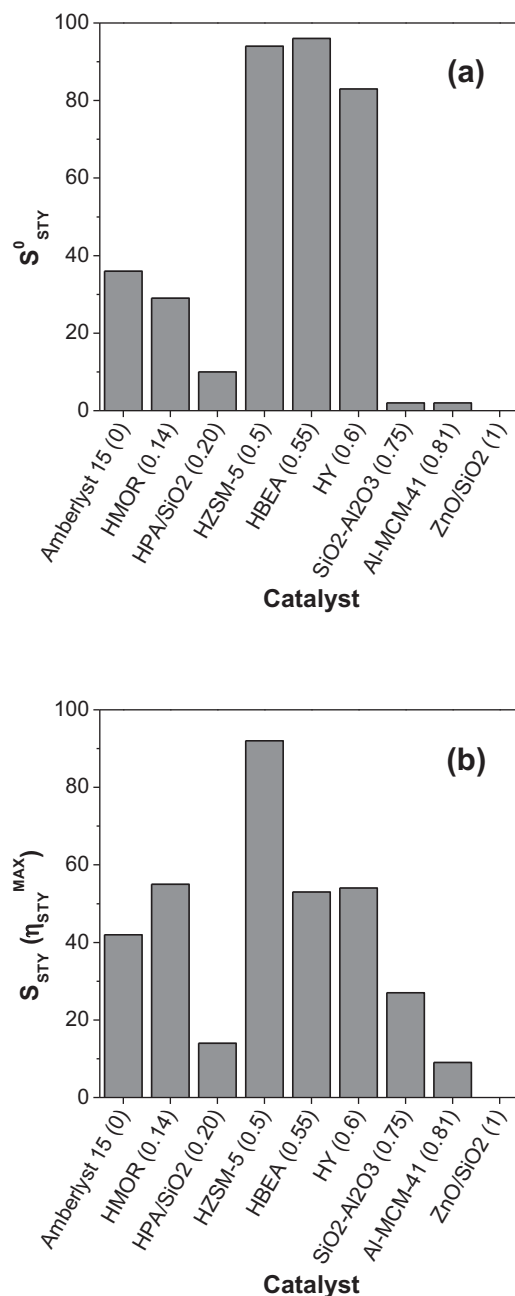 (a)
100
80
60
40
20
0
S⁰STY
Amberlyst 15 (0)
HMOR (0.14)
HPA/SiO2 (0.20)
HZSM-5 (0.5)
HBEA (0.55)
HY (0.6)
SiO2-Al2O3 (0.75)
Al-MCM-41 (0.81)
ZnO/SiO2 (1)
Catalyst
(b)
100
80
60
40
20
0
SSTY (ηSTY MAX)
Amberlyst 15 (0)
HMOR (0.14)
HPA/SiO2 (0.20)
HZSM-5 (0.5)
HBEA (0.55)
HY (0.6)
SiO2-Al2O3 (0.75)
Al-MCM-41 (0.81)
ZnO/SiO2 (1)
Catalyst